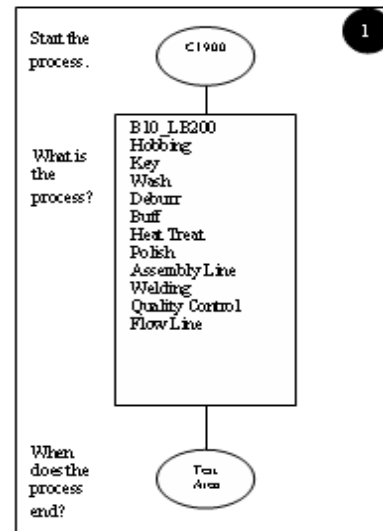 1
Start the
process.
C1900
What is
the
process?
B10_LB200
Hobbing
Key
Wash
Deburr
Buff
Heat Treat
Polish
Assembly Line
Welding
Quality Control
Flow Line
When
does the
process
end?
Area